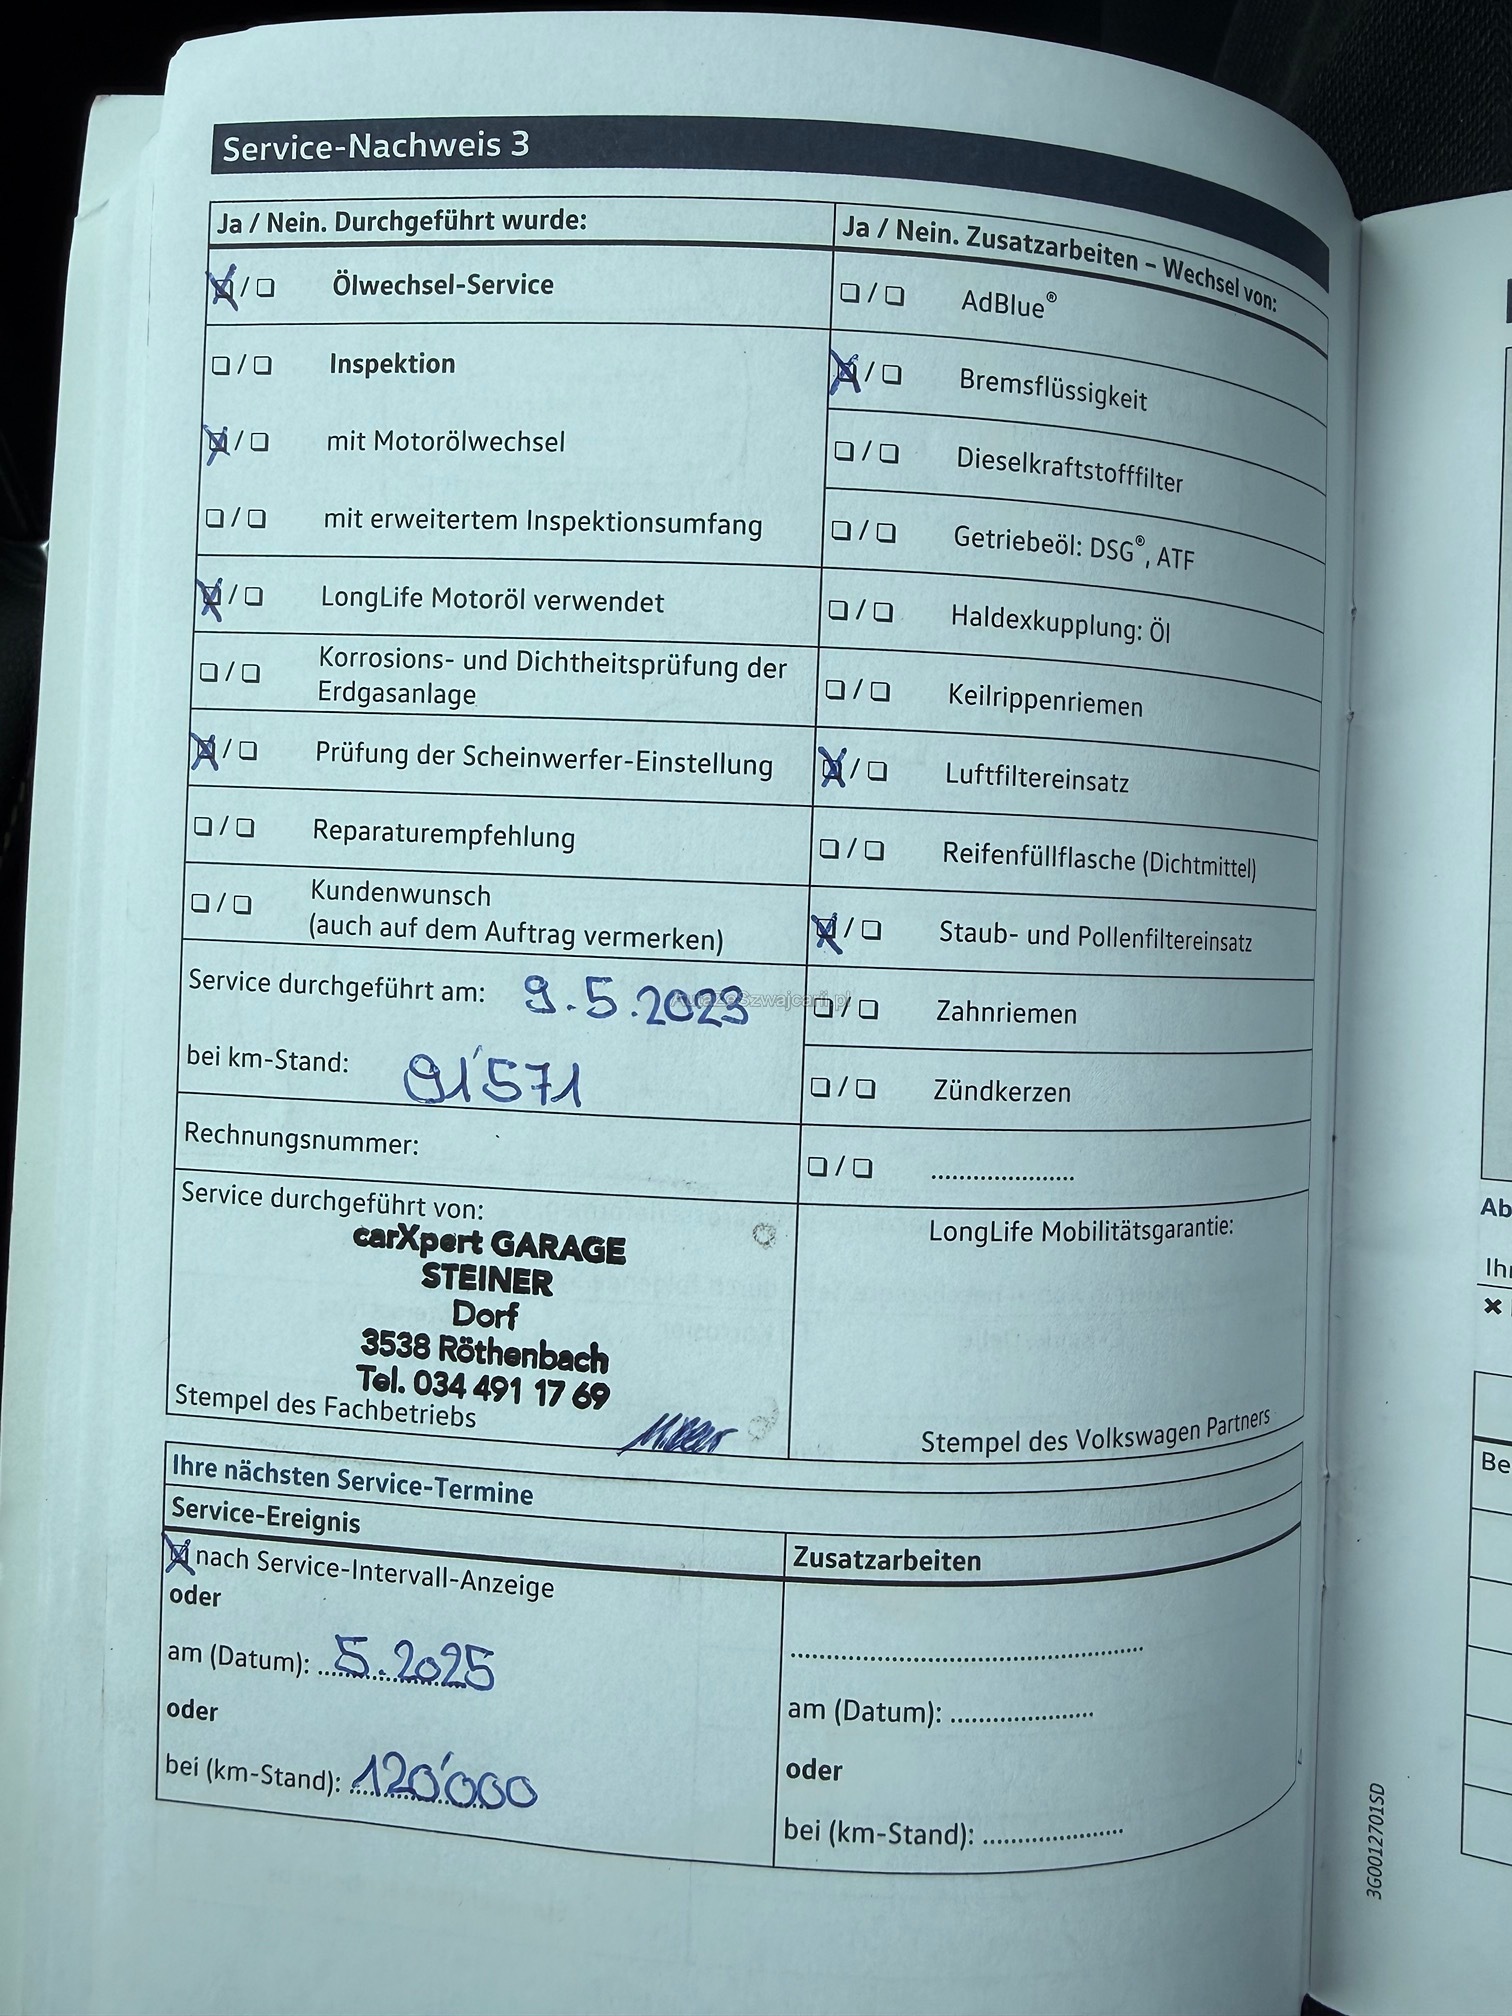 Service-Nachweis 3
Ja / Nein. Durchgeführt wurde:
Ölwechsel-Service
Inspektion
mit Motorölwechsel
mit erweitertem Inspektionsumfang
LongLife Motoröl verwendet
Korrosions- und Dichtheitsprüfung der
Erdgasanlage
Prüfung der Scheinwerfer-Einstellung
Reparaturempfehlung
Kundenwunsch
(auch auf dem Auftrag vermerken)
Service durchgeführt am: 9.5.2023
bei km-Stand: 91'571
Rechnungsnummer:
Service durchgeführt von:
carXpert GARAGE
STEINER
Dorf
3538 Röthenbach
Tel. 034 491 17 69
Stempel des Fachbetriebs
Ja / Nein. Zusatzarbeiten – Wechsel von:
AdBlue®
Bremsflüssigkeit
Dieselkraftstofffilter
Getriebeöl: DSG®, ATF
Haldexkupplung: Öl
Keilrippenriemen
Luftfiltereinsatz
Reifenfüllflasche (Dichtmittel)
Staub- und Pollenfiltereinsatz
AutaZeSzwajcarii.pl
Zahnriemen
Zündkerzen
LongLife Mobilitätsgarantie:
Stempel des Volkswagen Partners
Ihre nächsten Service-Termine
Service-Ereignis
nach Service-Intervall-Anzeige
oder
am (Datum): 5.2025
oder
bei (km-Stand): 120'000
Zusatzarbeiten
am (Datum):
oder
bei (km-Stand):
3G0012701SD
Ab
Ih
Be